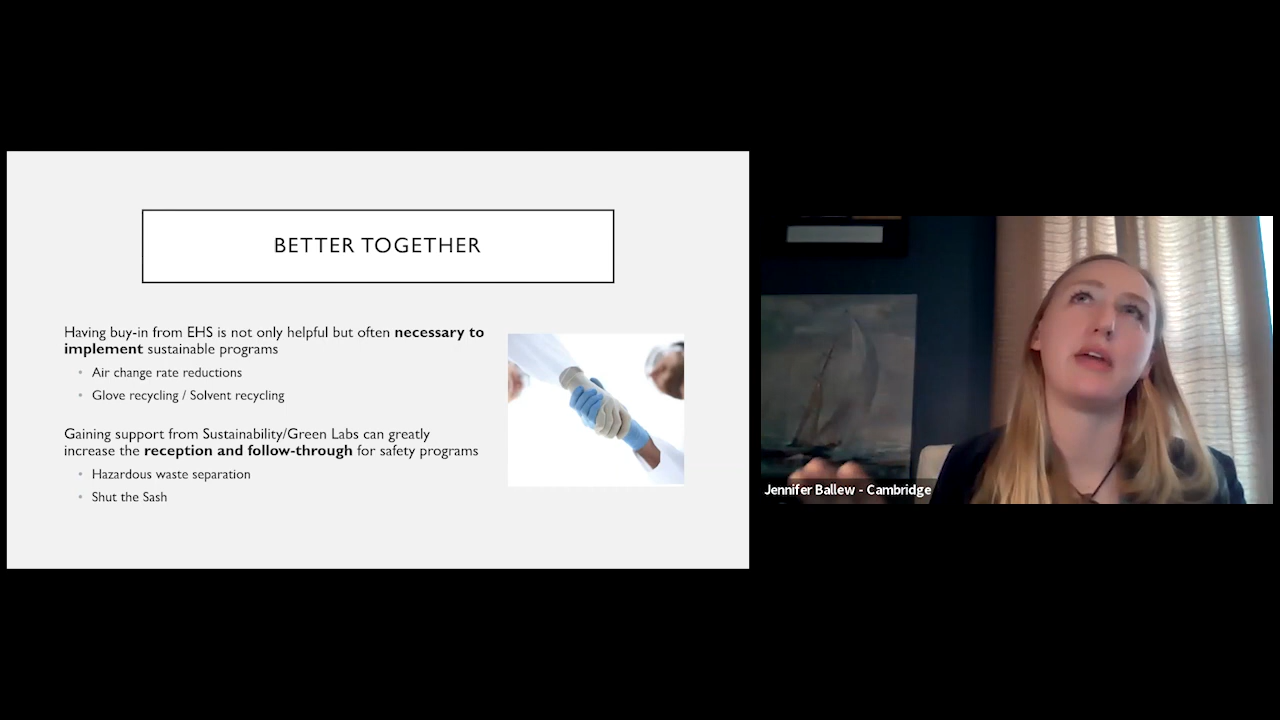 BETTER TOGETHER
Having buy-in from EHS is not only helpful but often necessary to
implement sustainable programs
• Air change rate reductions
• Glove recycling / Solvent recycling
Gaining support from Sustainability/Green Labs can greatly
increase the reception and follow-through for safety programs
• Hazardous waste separation
• Shut the Sash
Jennifer Ballew - Cambridge